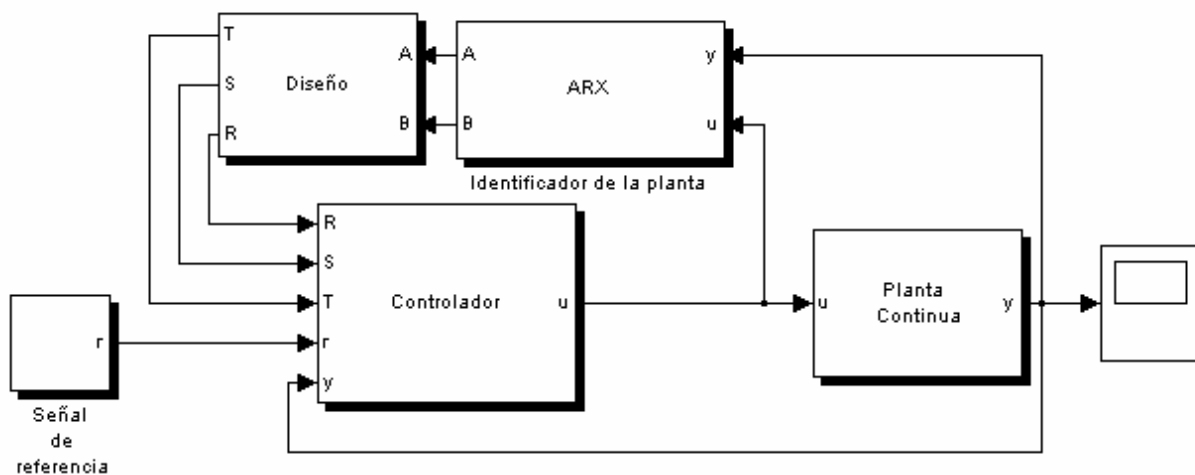 T
S
R
Diseño
A
B
A
B
ARX
y
u
Identificador de la planta
R
S
T
r
y
Controlador
u
u
Planta
Continua
y
r
Señal
de
referencia